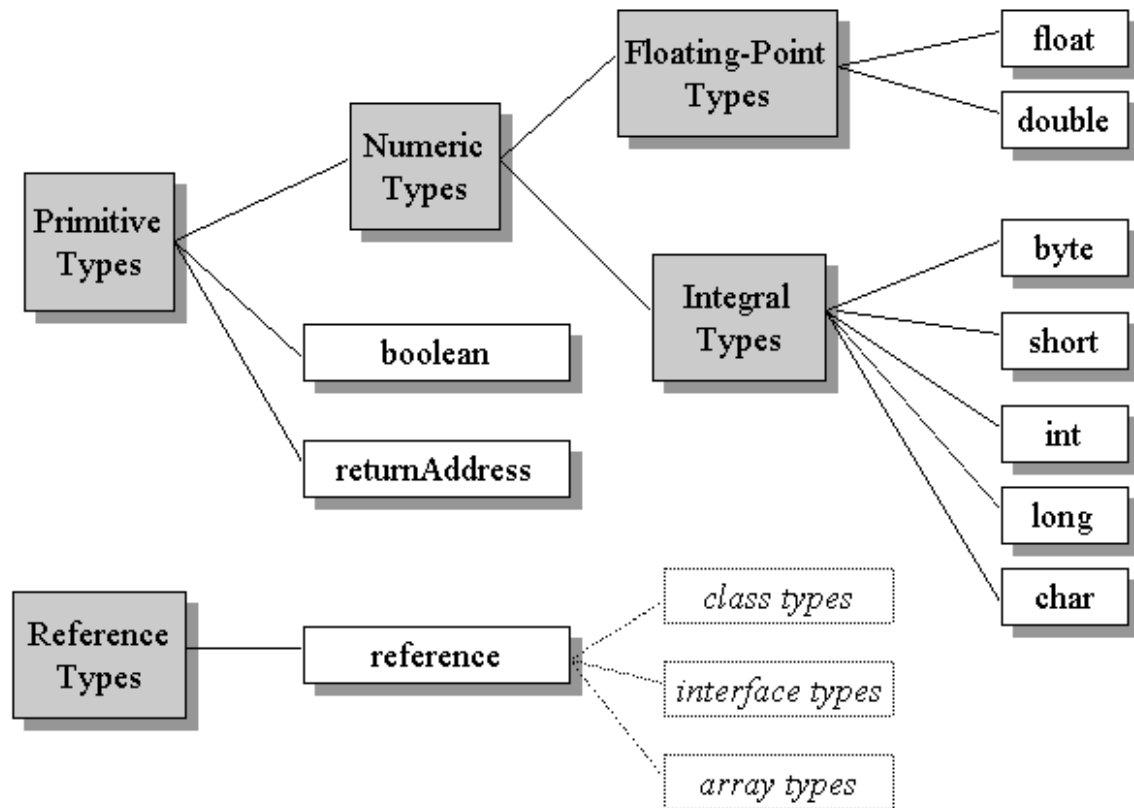 Primitive
Types
Numeric
Types
Floating-Point
Types
float
double
Integral
Types
byte
short
int
long
char
boolean
returnAddress
Reference
Types
reference
class types
interface types
array types